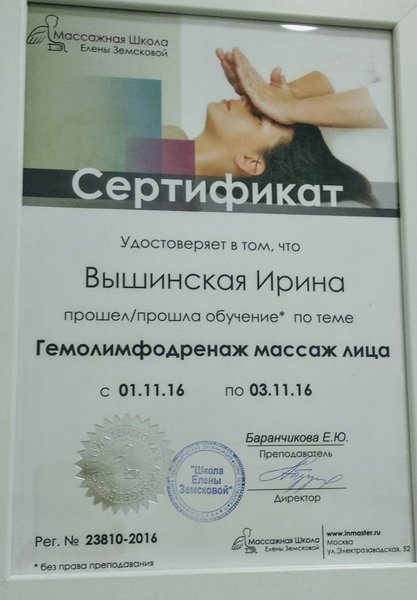 Массажная Школа
Елены Земсковой
Сертификат
Удостоверяет в том, что
Вышинская Ирина
прошел/прошла обучение* по теме
Гемолимфодренаж массаж лица
с 01.11.16 по 03.11.16
Баранчикова Е.Ю.
Преподаватель
"Школа
Елены
Земсковой"
Директор
Рег. № 23810-2016
Массажная Школа
Елены Земсковой
www.inmaster.ru
Москва
ул.Электрозаводская, 52
* без права преподавания